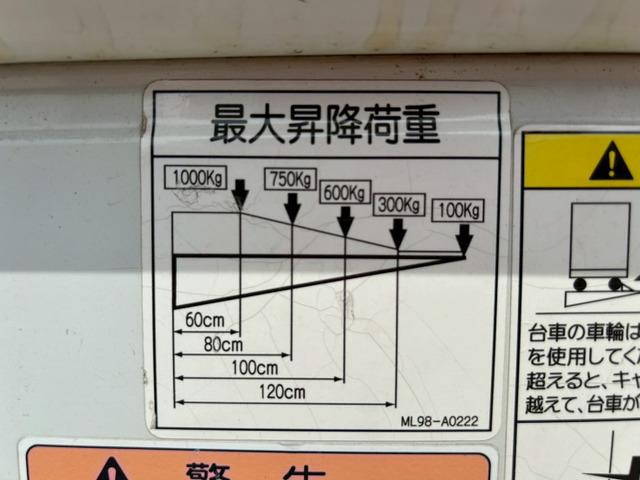 最大昇降荷重
1000Kg
750Kg
600Kg
300Kg
100Kg
60cm
80cm
100cm
120cm
ML98-A0222
台車の車輪は
を使用してく
超えると、キャ
越えて、台車が
警告